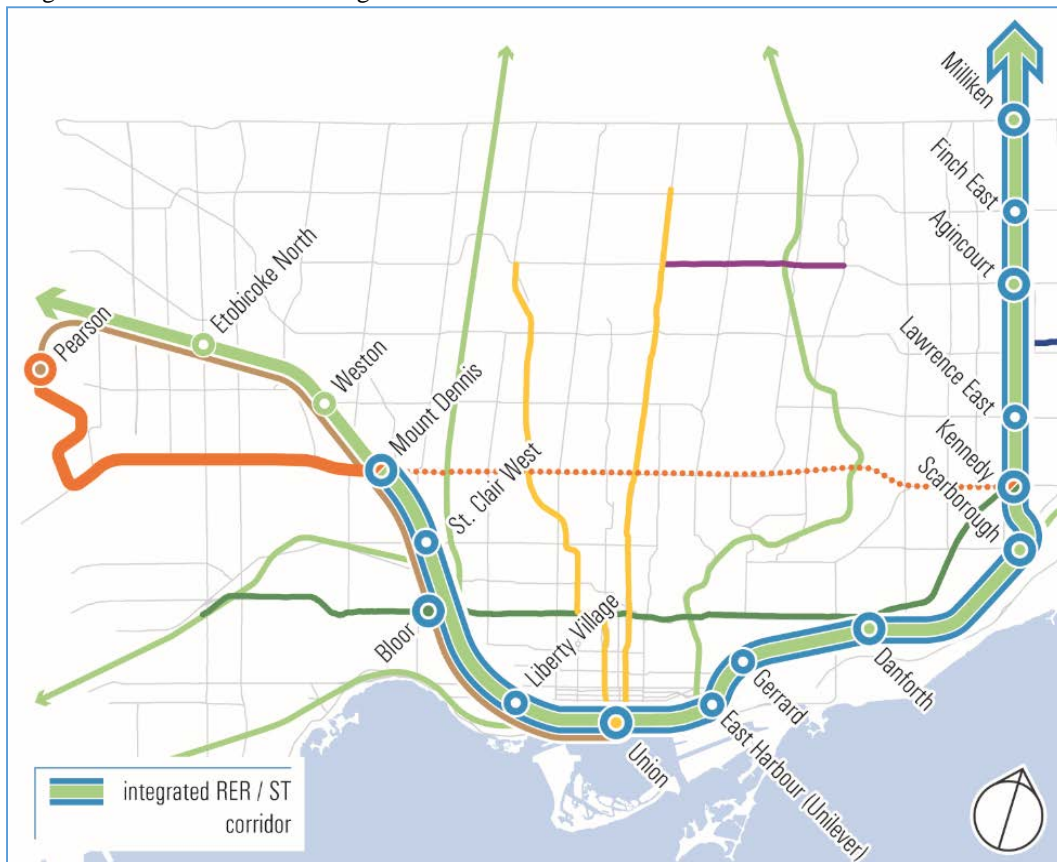 Milliken
Finch East
Agincourt
Lawrence East
Kennedy
Scarborough
Danforth
Gerrard
East Harbour (Unilever)
Union
Liberty Village
Bloor
St. Clair West
Mount Dennis
Weston
Etobicoke North
Pearson
integrated RER / ST
corridor